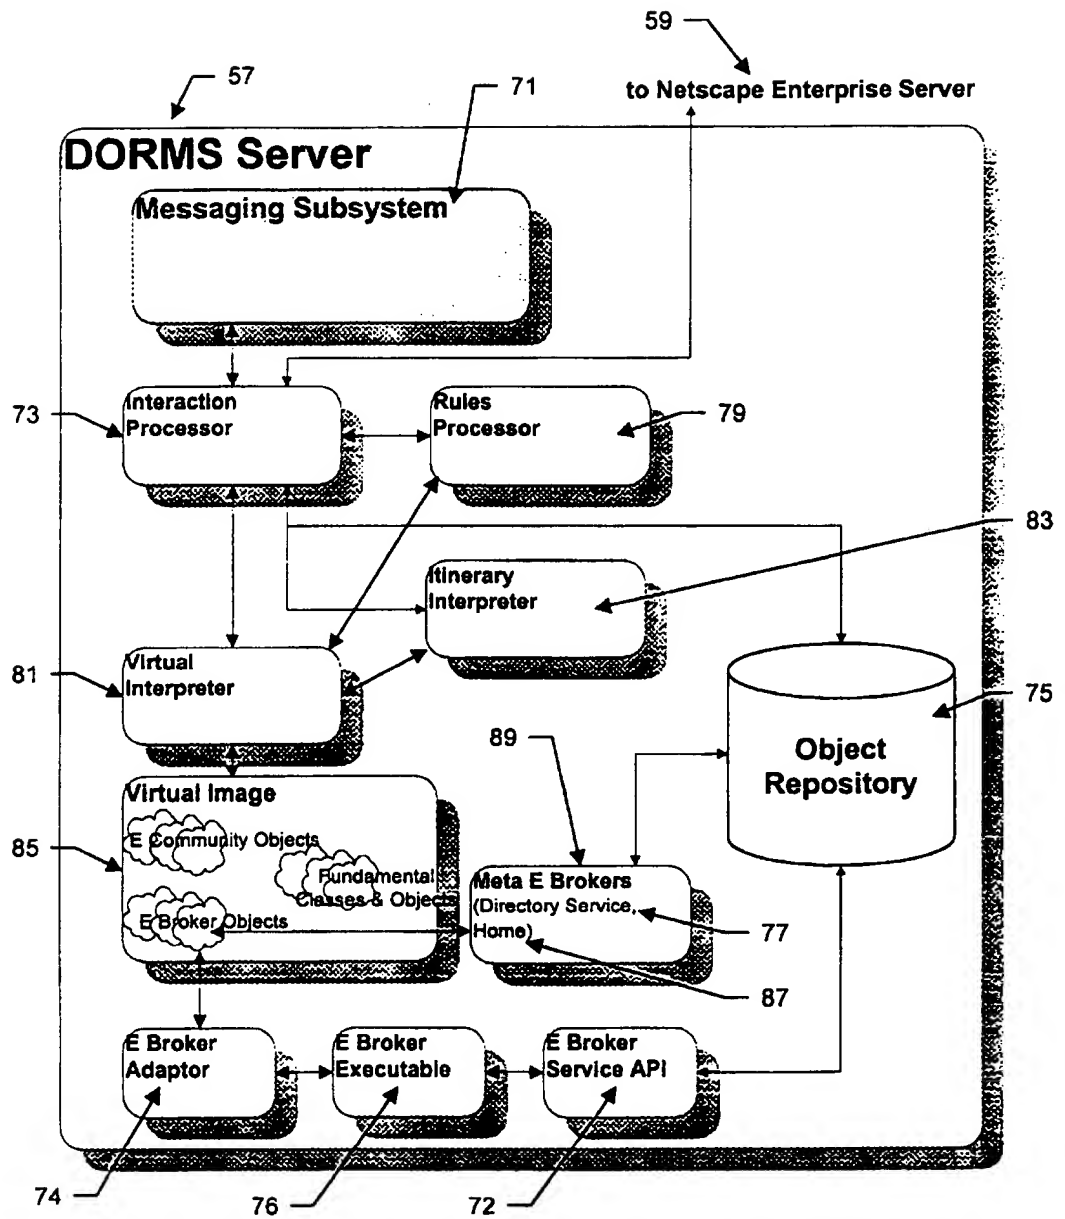 59
57
71
to Netscape Enterprise Server
DORMS Server
Messaging Subsystem
73
Interaction
Processor
Rules
Processor
79
83
Itinerary
Interpreter
81
Virtual
Interpreter
75
89
Object
Repository
Virtual Image
85
E Community Objects
Fundamental
Classes & Objects
E Broker Objects
Meta E Brokers
(Directory Service,
Home)
77
87
E Broker
Adaptor
E Broker
Executable
E Broker
Service API
74
76
72